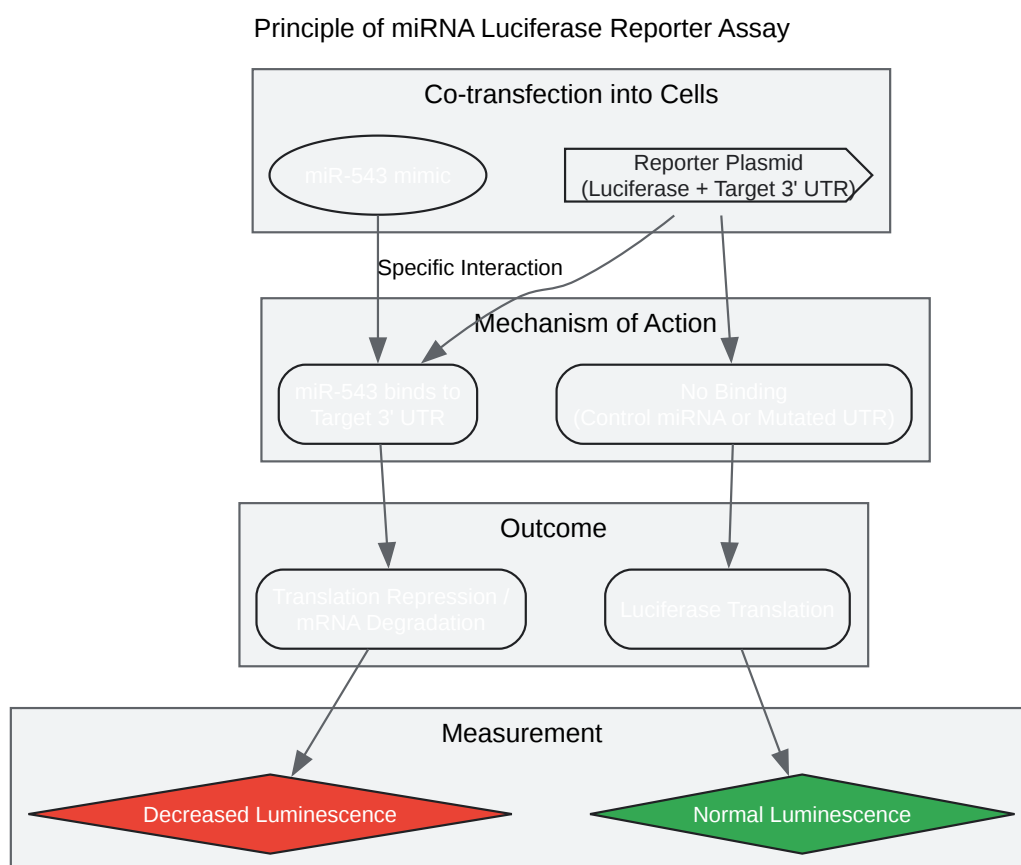 Principle of miRNA Luciferase Reporter Assay
Co-transfection into Cells
miR-543 mimic
Reporter Plasmid
(Luciferase + Target 3' UTR)
Specific Interaction
Mechanism of Action
miR-543 binds to
Target 3' UTR
No Binding
(Control miRNA or Mutated UTR)
Outcome
Translation Repression /
mRNA Degradation
Luciferase Translation
Measurement
Decreased Luminescence
Normal Luminescence